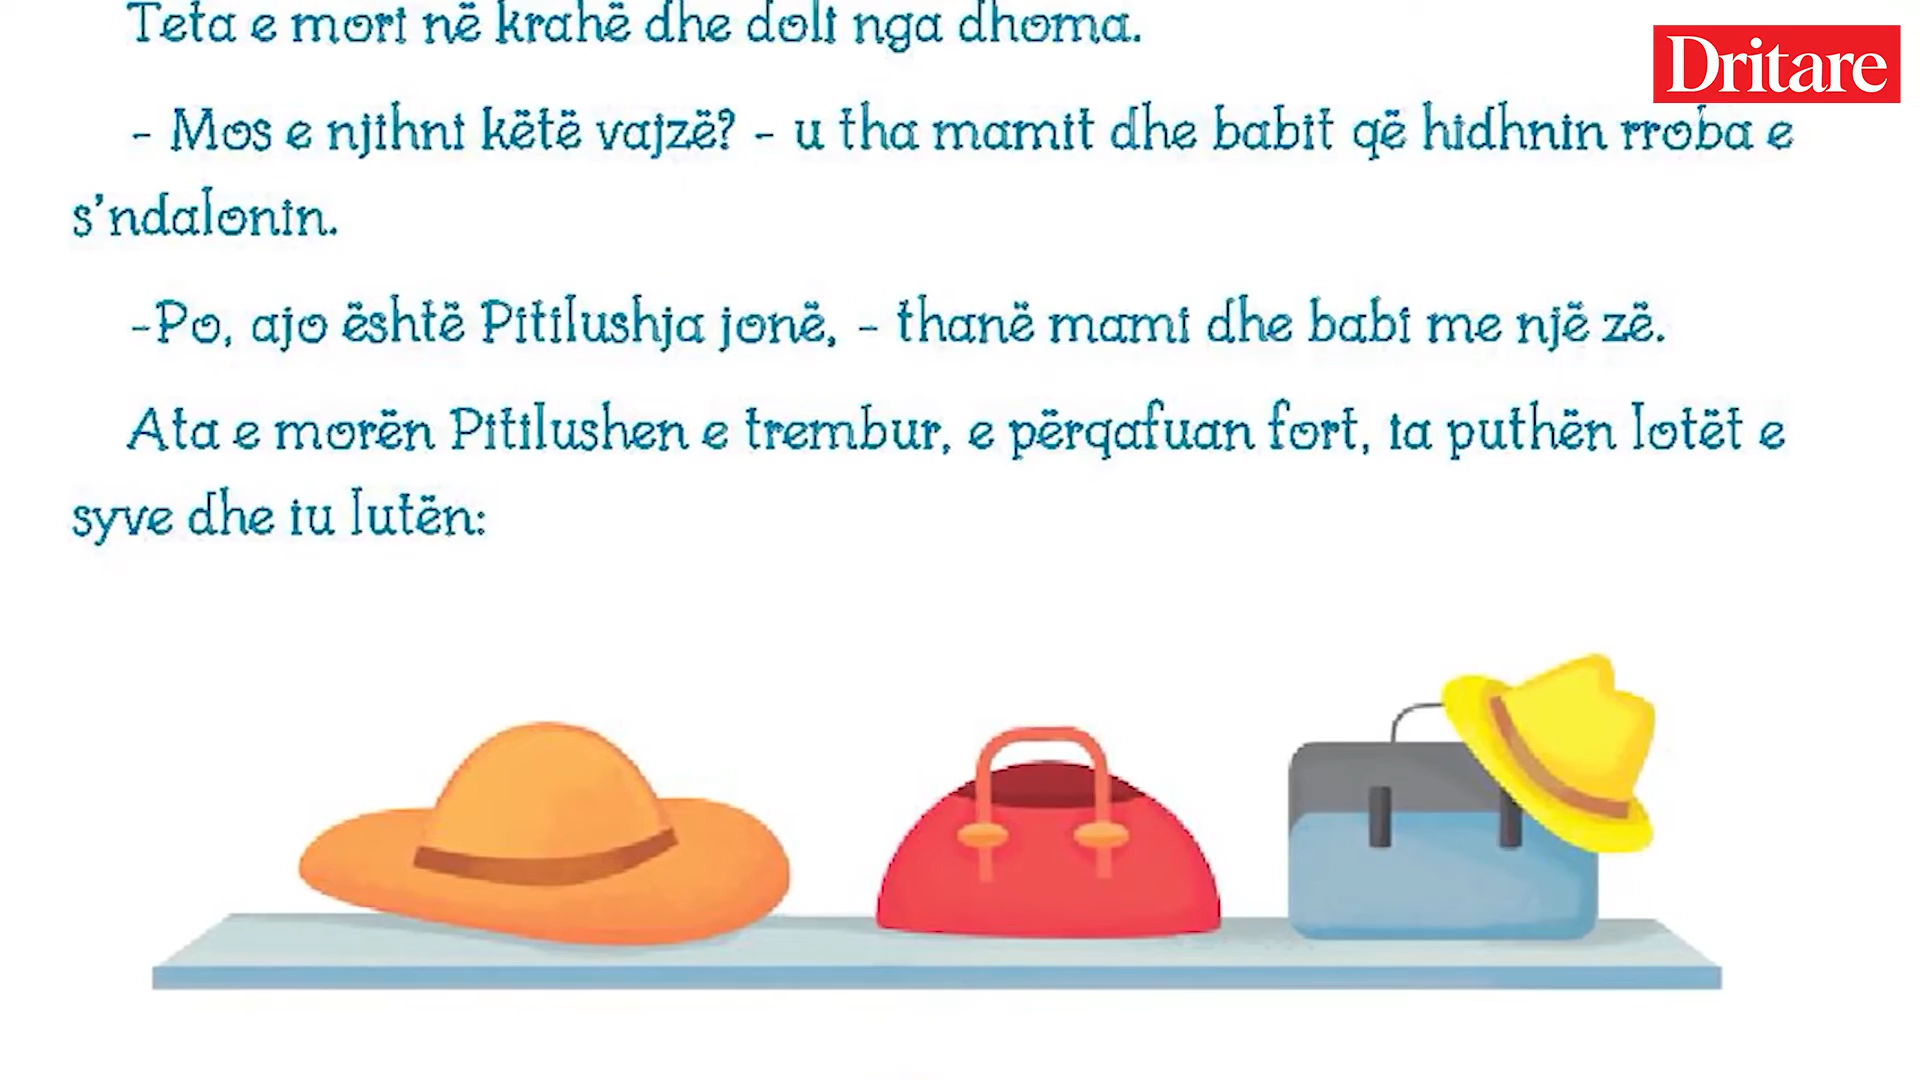 Teta e mori në krahë dhe doli nga dhoma.
Dritare
- Mos e njihni këtë vajzë? - u tha mamit dhe babit që hidhnin rroba e
s'ndalonin.
-Po, ajo është Pitilushja jonë, - thanë mami dhe babi me një zë.
Ata e morën Pitilushen e trembur, e përqafuan fort, ia puthën lotët e
syve dhe iu lutën: